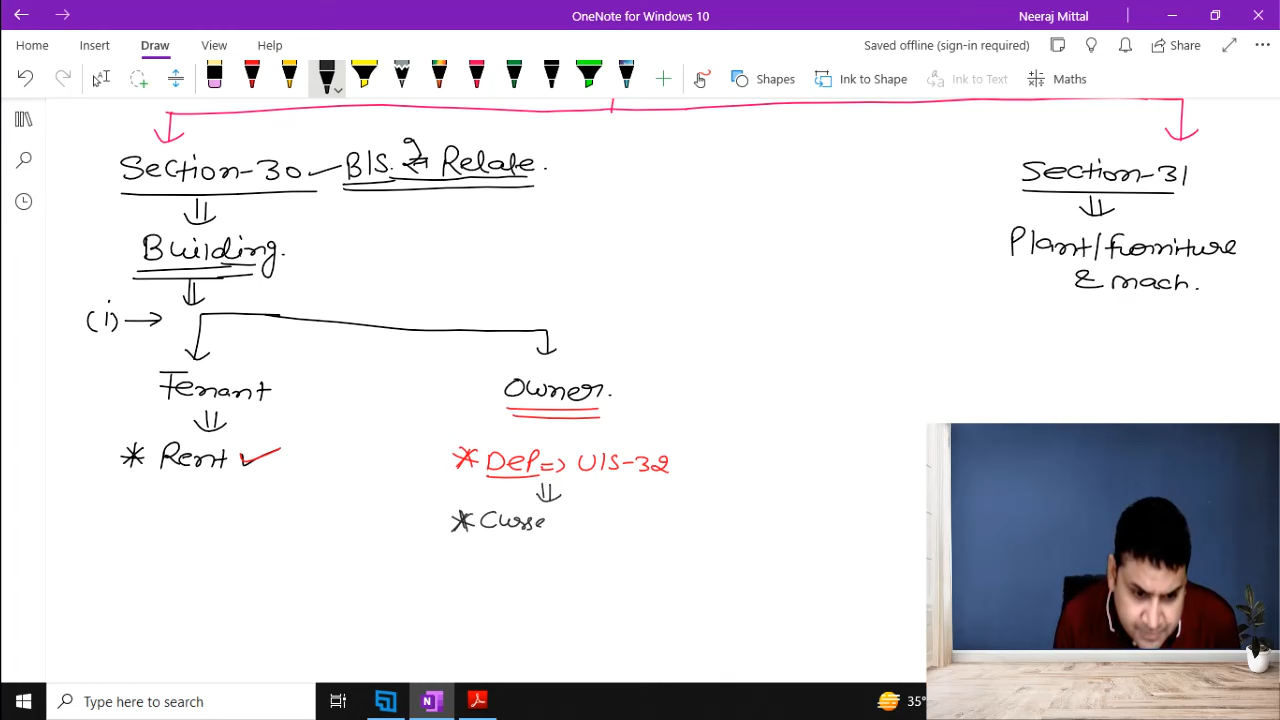 OneNote for Windows 10
Neeraj Mittal
Home Insert Draw View Help
Saved offline (sign-in required)
Share
Shapes
Ink to Shape
Ink to Text
Maths
Section-30 B/S. से Relate.
Building.
(i)
Tenant
* Rent
Owner.
* Dep => U/S-32
* Curre
Section-31
Plant/furniture
& mach.
Type here to search
35°